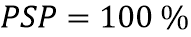 PSP = 100 %